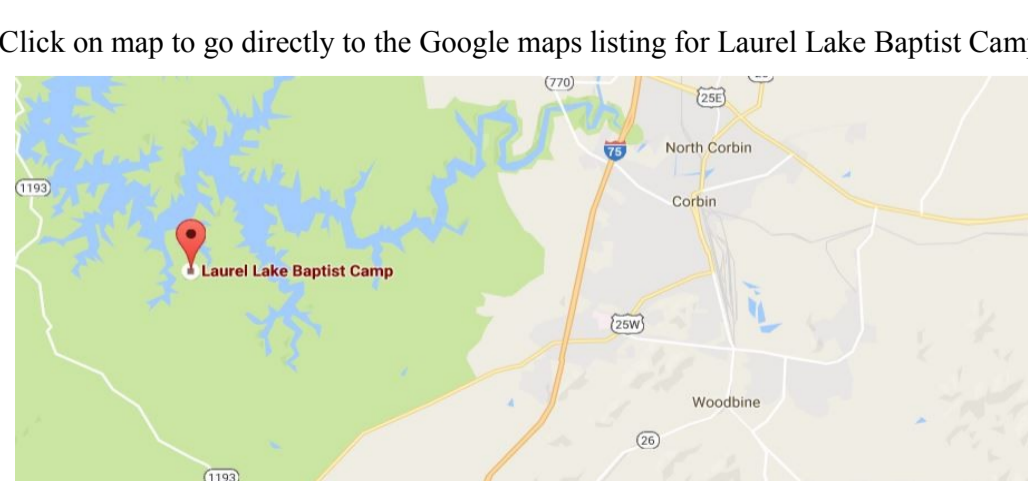 Click on map to go directly to the Google maps listing for Laurel Lake Baptist
770
25E
75
North Corbin
1193
Corbin
Laurel Lake Baptist Camp
25W
Woodbine
26
1193